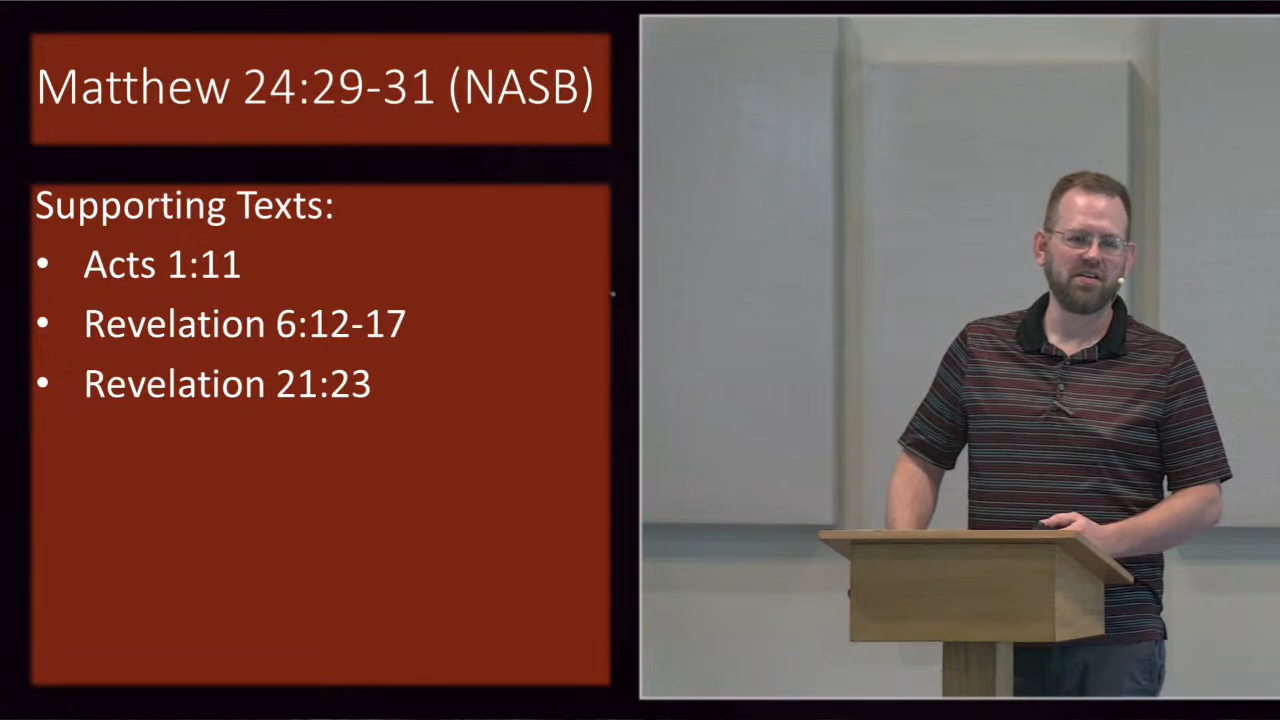 Matthew 24:29-31 (NASB)
Supporting Texts:
• Acts 1:11
• Revelation 6:12-17
• Revelation 21:23